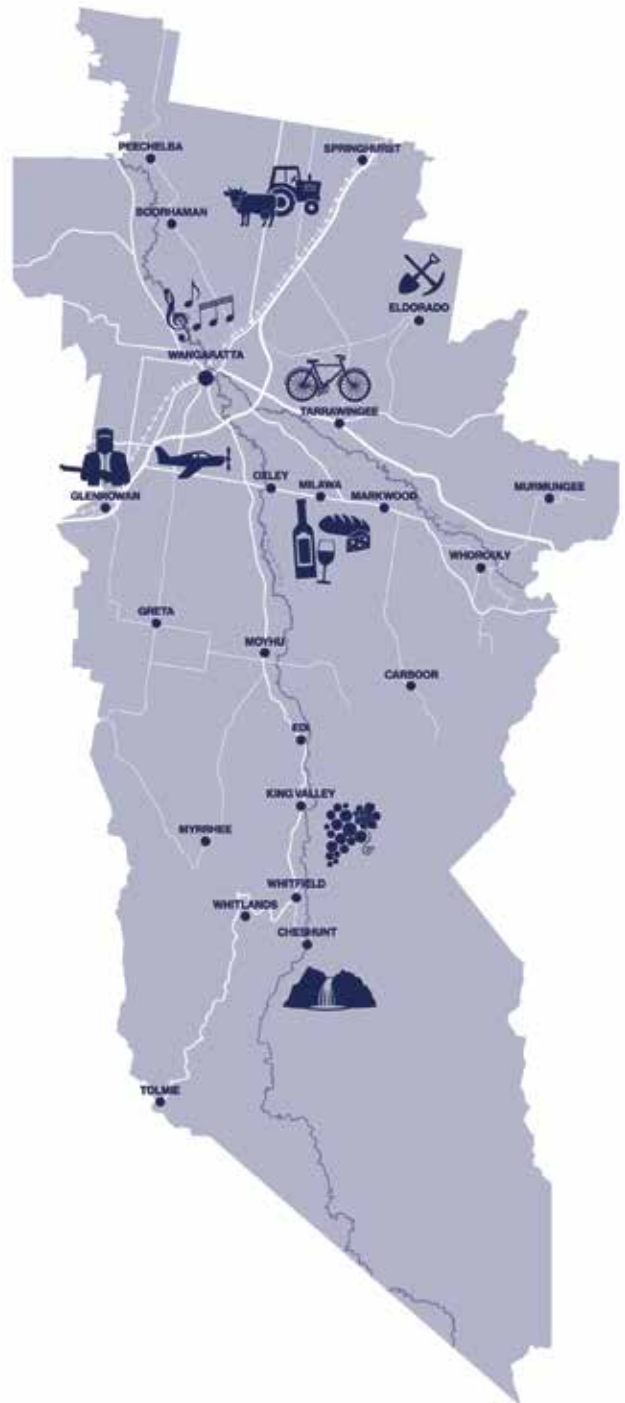 PEECHELBA
SPRINGHURST
BOORHAMAN
ELDORADO
WANGARATTA
TARRAWINGEE
OXLEY
MILAWA
MURMUNGEE
GLENROWAN
MARKWOOD
WHOROULY
GRETA
MOYHU
CARBOOR
EDI
KING VALLEY
MYRRHEE
WHITFIELD
WHITLANDS
CHESHUNT
TOLMIE